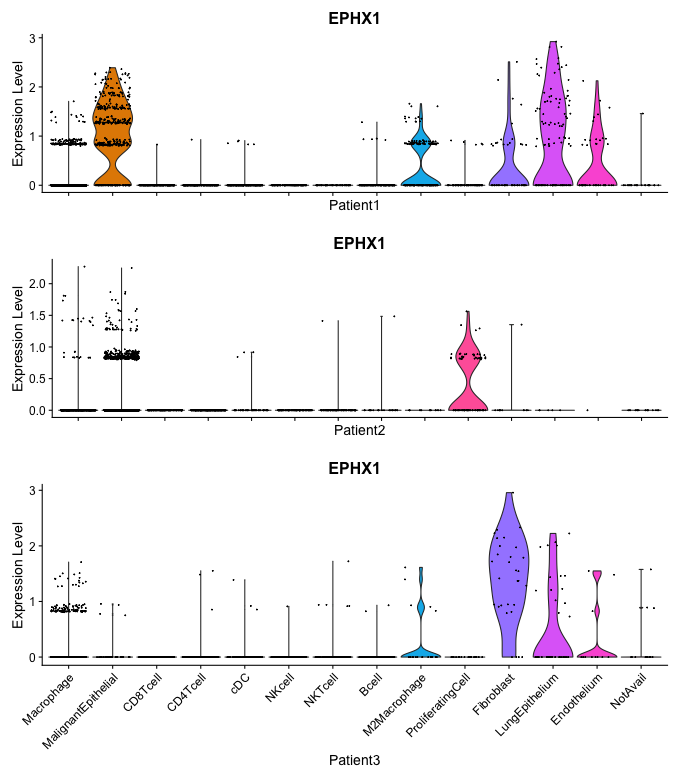 EPHX1
Expression Level
3
2
1
0
Patient1
EPHX1
Expression Level
2.0
1.5
1.0
0.5
0.0
Patient2
EPHX1
Expression Level
3
2
1
0
Macrophage
MalignantEpithelial
CD8Tcell
CD4Tcell
cDC
NKcell
NKTcell
Bcell
M2Macrophage
ProliferatingCell
Fibroblast
LungEpithelium
Endothelium
NotAvail
Patient3